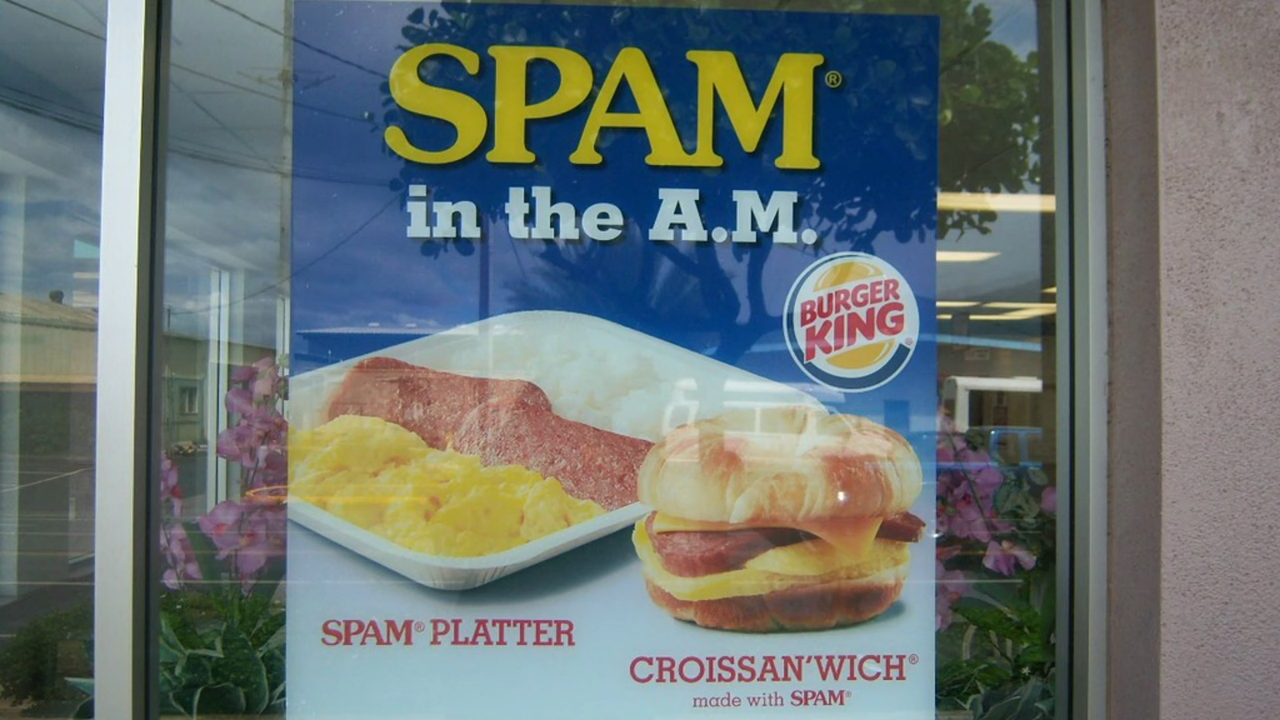 SPAM®
in the A.M.
BURGER
KING®
SPAM® PLATTER
CROISSAN'WICH®
made with SPAM®